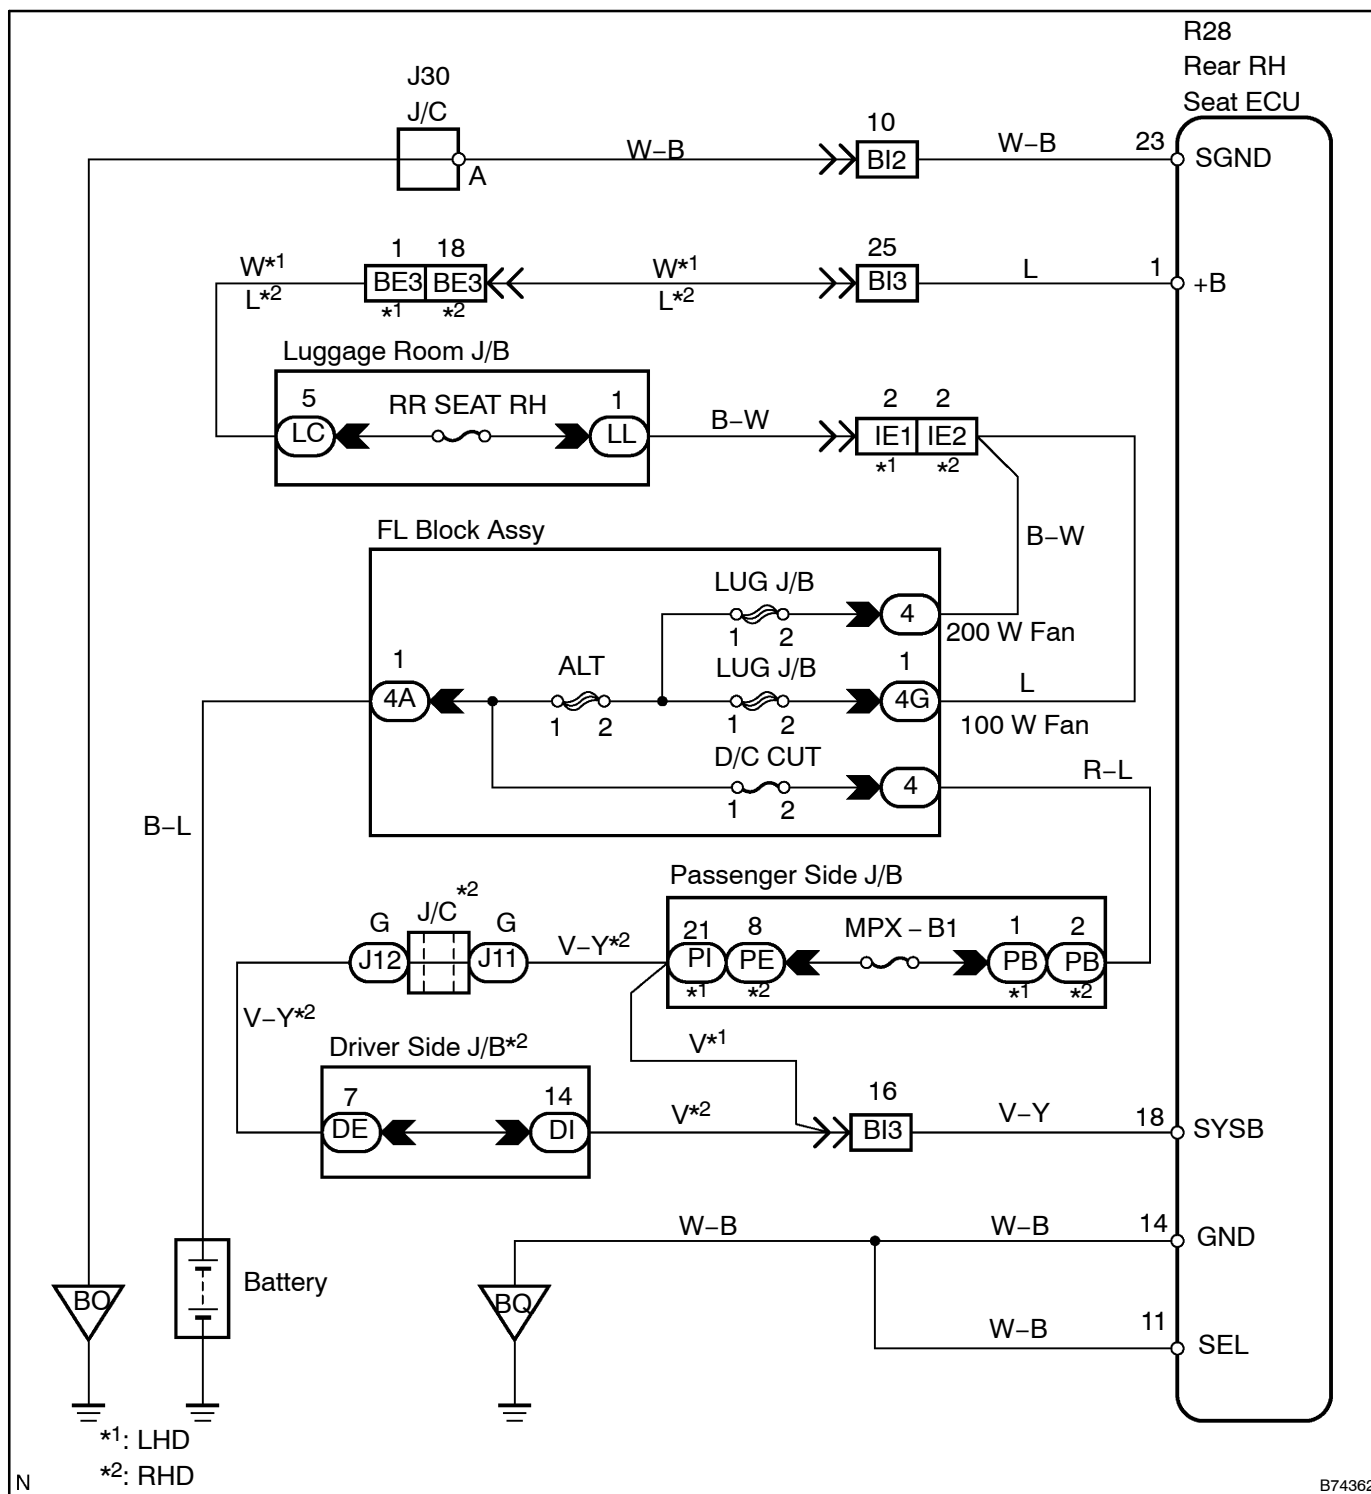 R28
Rear RH
Seat ECU
J30
J/C
A
W–B
10
BI2
W–B
23
SGND
W*1
L*2
1
18
BE3
BE3
*1
*2
W*1
L*2
25
BI3
L
1
+B
Luggage Room J/B
5
LC
RR SEAT RH
1
LL
B–W
2
2
IE1
IE2
*1
*2
B–W
FL Block Assy
LUG J/B
1
2
4
200 W Fan
1
4A
ALT
1
2
LUG J/B
1
2
1
4G
L
100 W Fan
D/C CUT
1
2
4
R–L
B–L
Passenger Side J/B
G
J/C*2
G
J12
J11
V–Y*2
21
8
PI
PE
*1
*2
MPX – B1
1
2
PB
PB
*1
*2
V–Y*2
V*1
Driver Side J/B*2
7
DE
14
DI
V*2
16
BI3
V–Y
18
SYSB
W–B
W–B
14
GND
BO
Battery
BQ
W–B
11
SEL
*1: LHD
*2: RHD
N
B74362